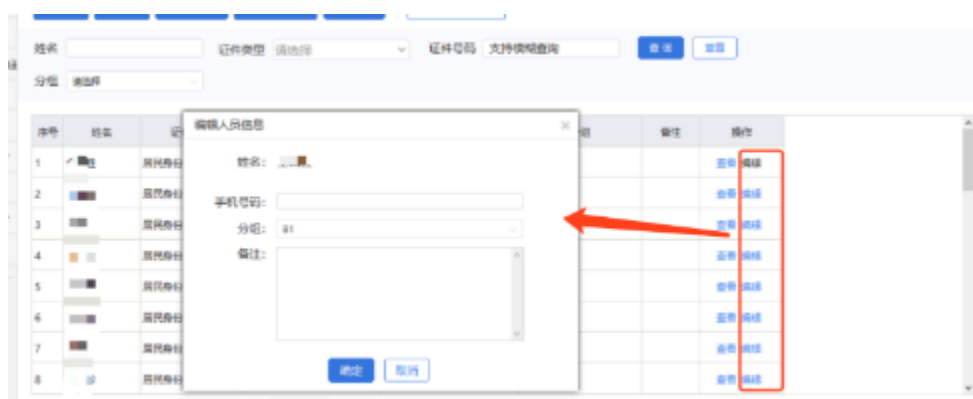 姓名 证件类型 请选择 证件号码 支持模糊查询 查询 重置
分组 请选择
序号 姓名 证 组 备注 操作
编辑人员信息
1 居民身份 查看 编辑
2 居民身份 查看 编辑
3 居民身份 查看 编辑
4 居民身份 查看 编辑
5 居民身份 查看 编辑
6 居民身份 查看 编辑
7 居民身份 查看 编辑
8 居民身份 查看 编辑
姓名:
手机号码:
分组: 81
备注:
确定 取消